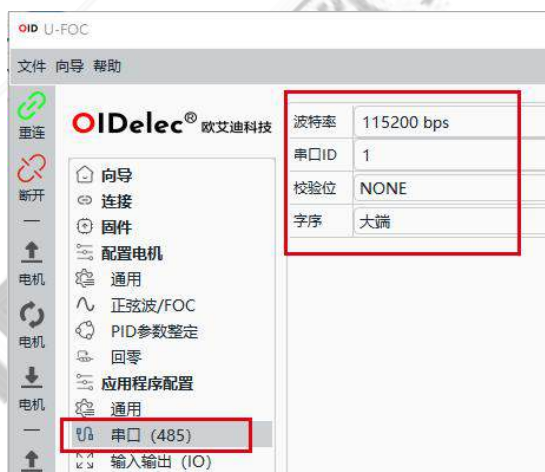 OID U-FOC
文件 向导 帮助
重连
断开
电机
电机
电机
OIDelec® 欧艾迪科技
向导
连接
固件
配置电机
通用
正弦波/FOC
PID参数整定
回零
应用程序配置
通用
串口 (485)
输入输出 (IO)
波特率 115200 bps
串口ID 1
校验位 NONE
字序 大端